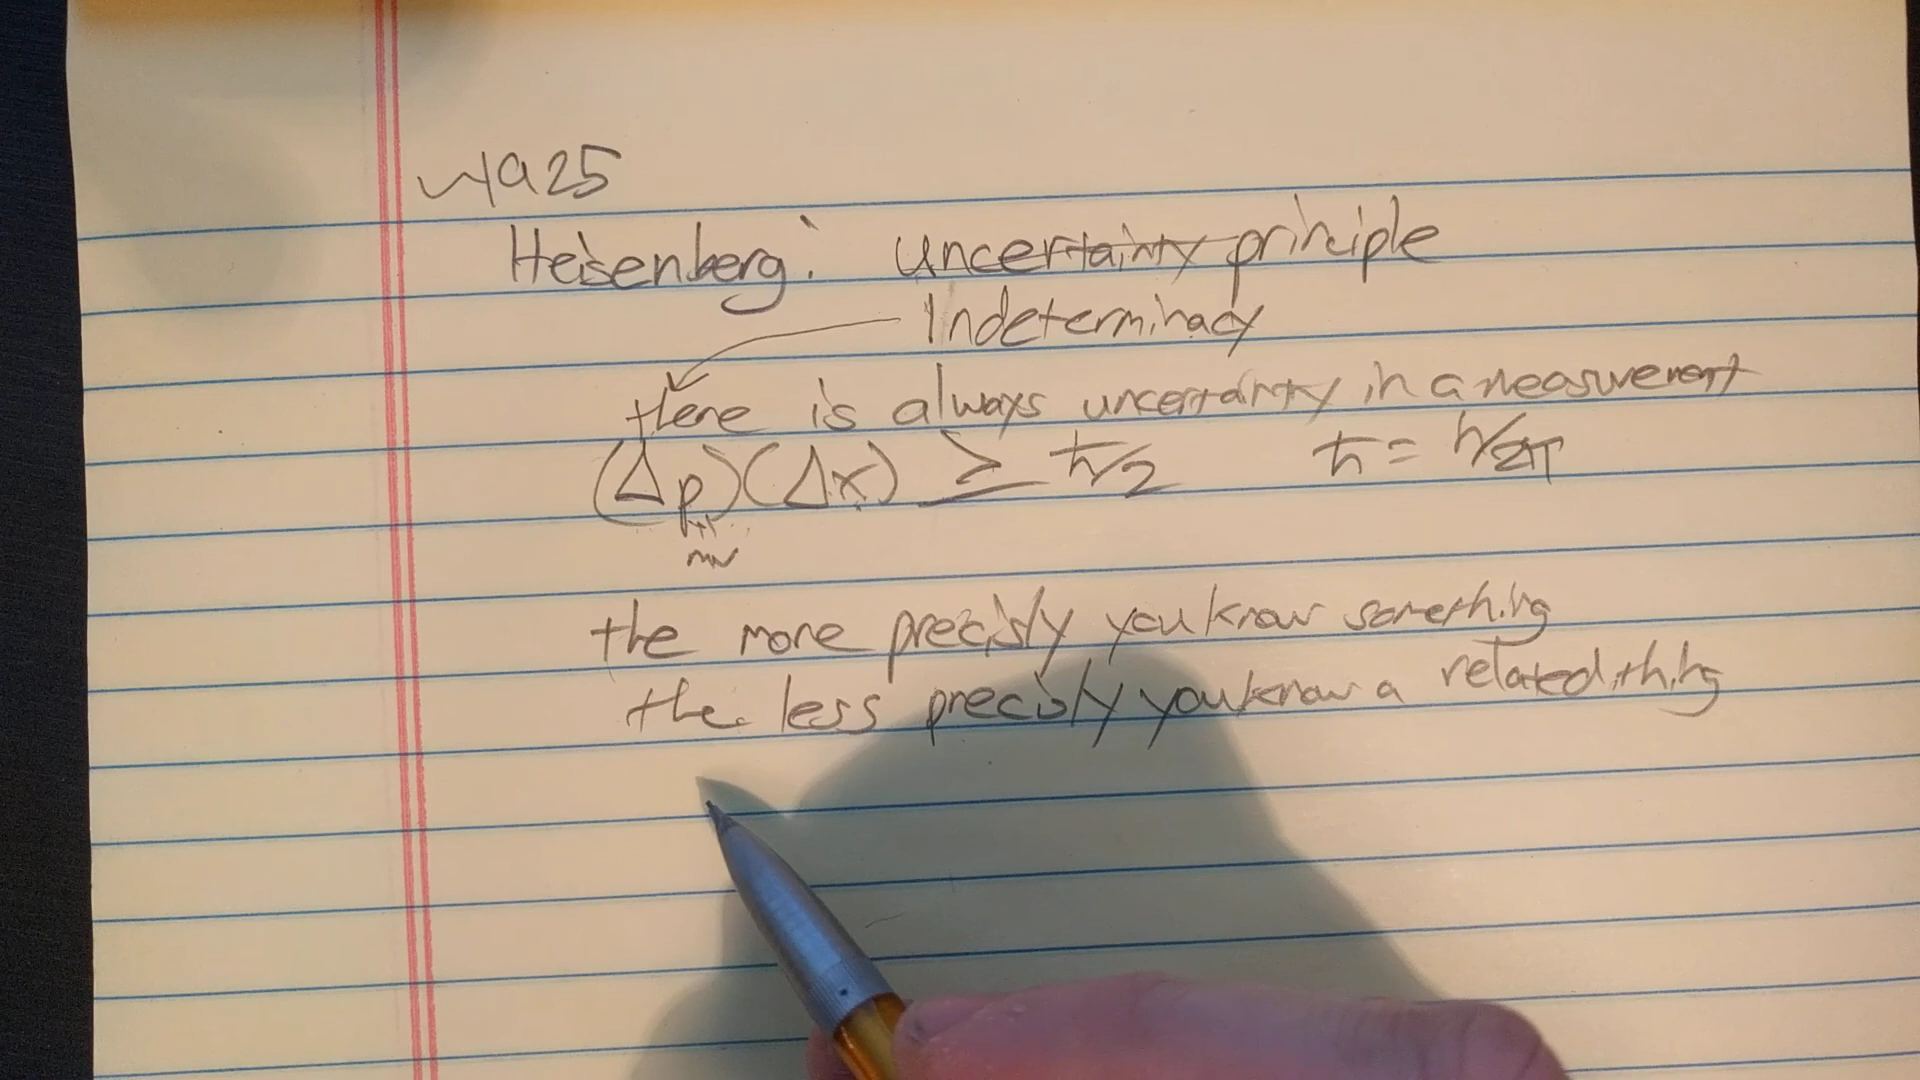 ~1925
Heisenberg: uncertainty principle
Indeterminacy
there is always uncertainty in a measurement
(Δp)(Δx) ≥ ħ/2 ħ = h/2π
mv
the more precisly you know something
the less precisly you know a related thing